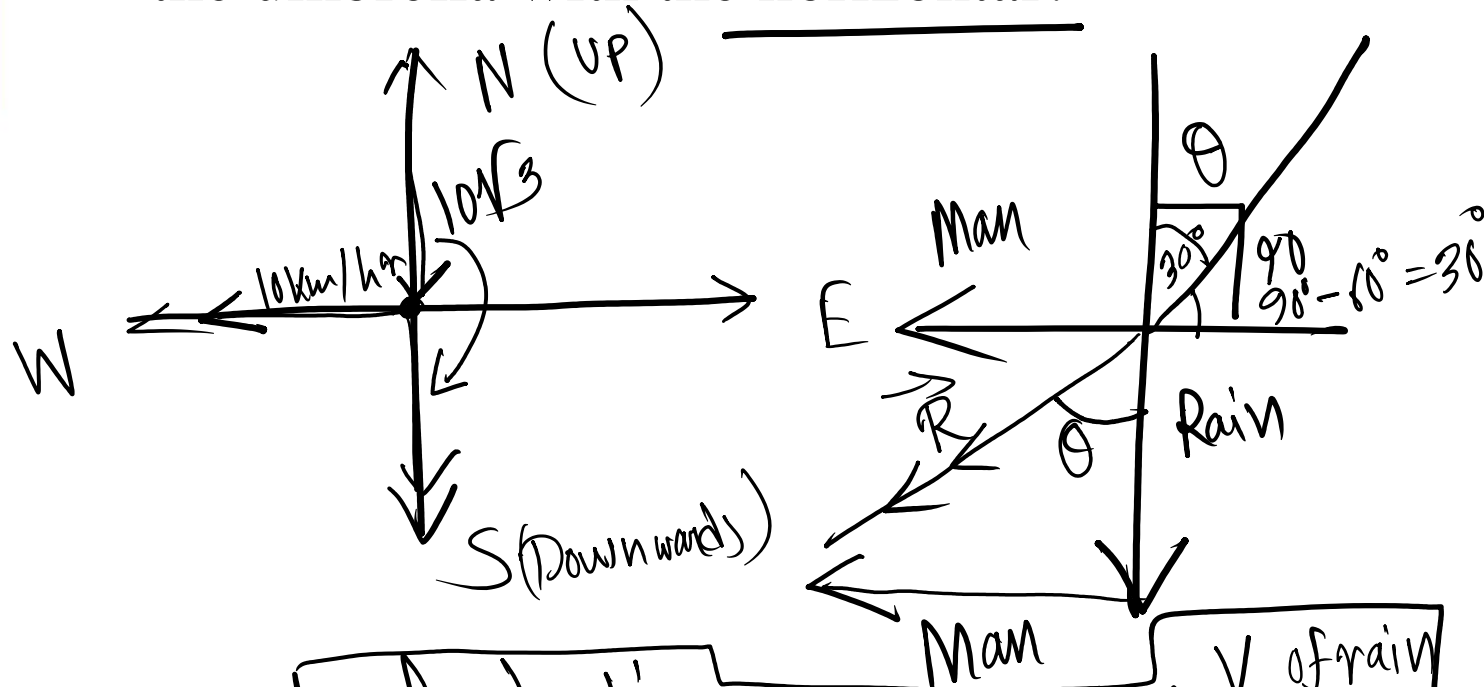 N (UP)
10√3
10km/hr
W
E
S(Downwards)
θ
Man
30°
90
90°-60°=30°
R
θ
Rain
Man
V of rain